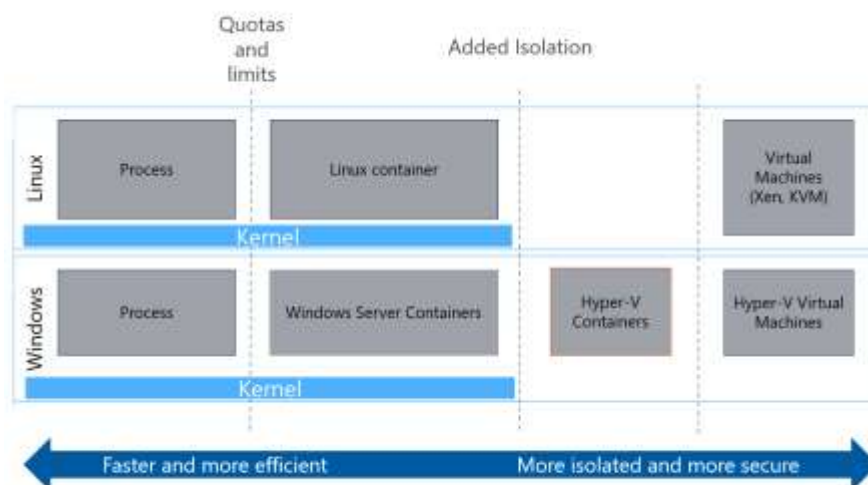 Quotas
and
limits
Added Isolation
Linux
Process
Linux container
Virtual
Machines
(Xen, KVM)
Kernel
Windows
Process
Windows Server Containers
Hyper-V
Containers
Hyper-V Virtual
Machines
Kernel
Faster and more efficient
More isolated and more secure